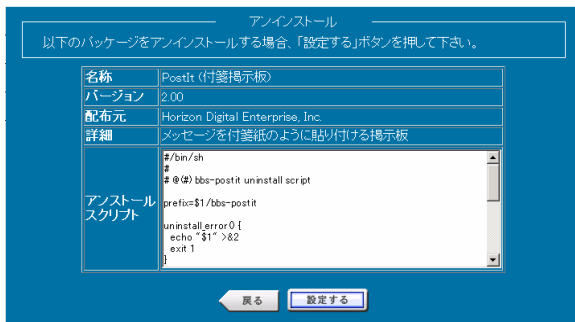 アンインストール
以下のパッケージをアンインストールする場合、「設定する」ボタンを押して下さい。
名称 PostIt (付箋掲示板)
バージョン 2.00
配布元 Horizon Digital Enterprise, Inc.
詳細 メッセージを付箋紙のように貼り付ける掲示板
アンストール
スクリプト
#/bin/sh
#
# @(#) bbs-postit uninstall script
prefix=$1/bbs-postit
uninstall_error() {
echo "$1" >&2
exit 1
}
戻る 設定する